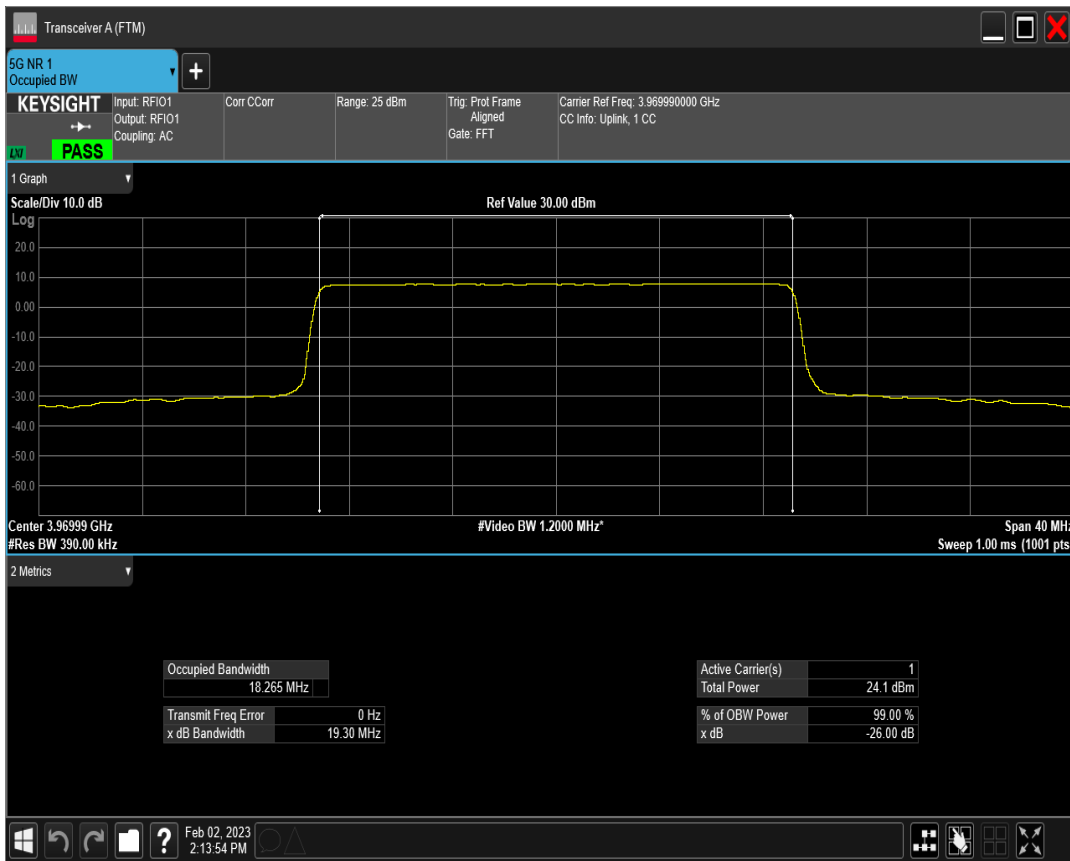 Transceiver A (FTM)
5G NR 1
Occupied BW
+
KEYSIGHT
LXI
PASS
Input: RFIO1
Output: RFIO1
Coupling: AC
Corr CCorr
Range: 25 dBm
Trig: Prot Frame
Aligned
Gate: FFT
Carrier Ref Freq: 3.969990000 GHz
CC Info: Uplink, 1 CC
1 Graph
Scale/Div 10.0 dB
Ref Value 30.00 dBm
Log
20.0
10.0
0.00
-10.0
-20.0
-30.0
-40.0
-50.0
-60.0
Center 3.96999 GHz
#Video BW 1.2000 MHz*
Span 40 MHz
#Res BW 390.00 kHz
Sweep 1.00 ms (1001 pts
2 Metrics
Occupied Bandwidth
18.265 MHz
Transmit Freq Error 0 Hz
x dB Bandwidth 19.30 MHz
Active Carrier(s) 1
Total Power 24.1 dBm
% of OBW Power 99.00 %
x dB -26.00 dB
?
Feb 02, 2023
2:13:54 PM